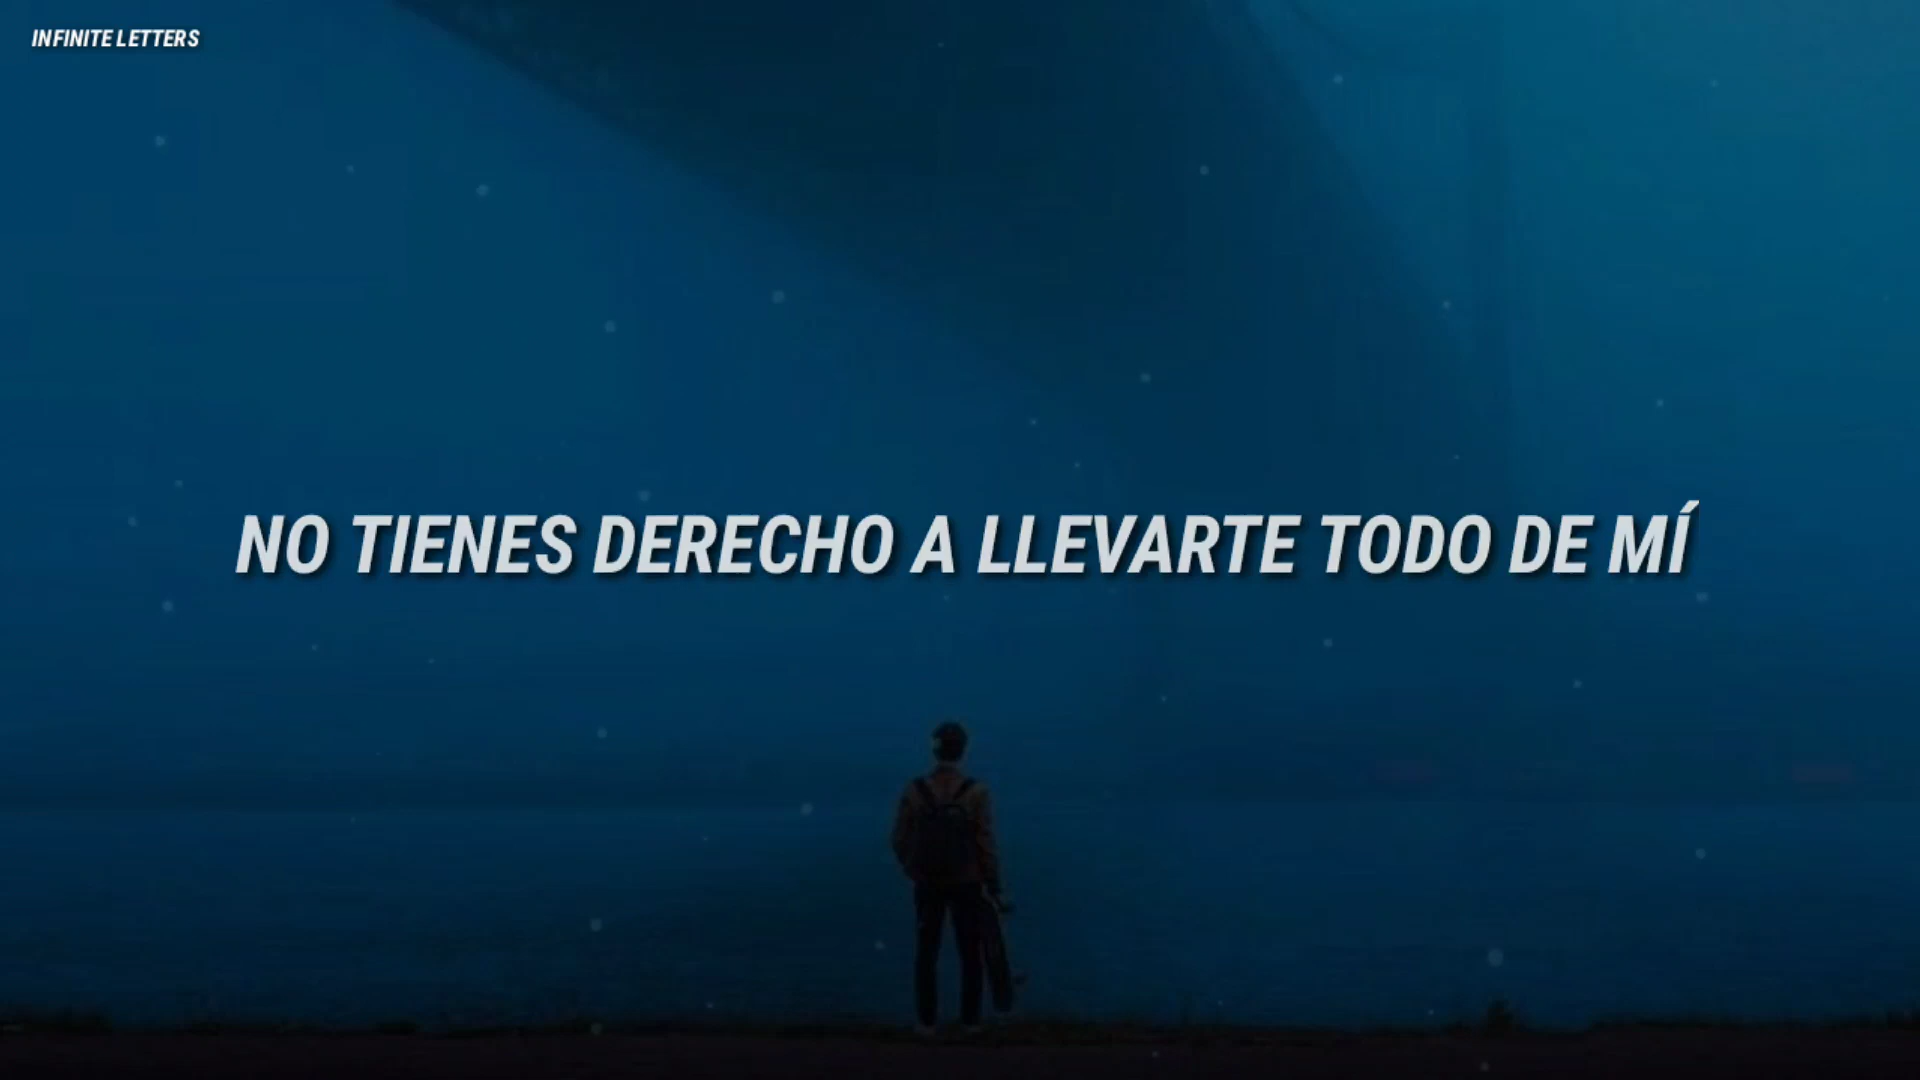 INFINITE LETTERS
NO TIENES DERECHO A LLEVARTE TODO DE MÍ